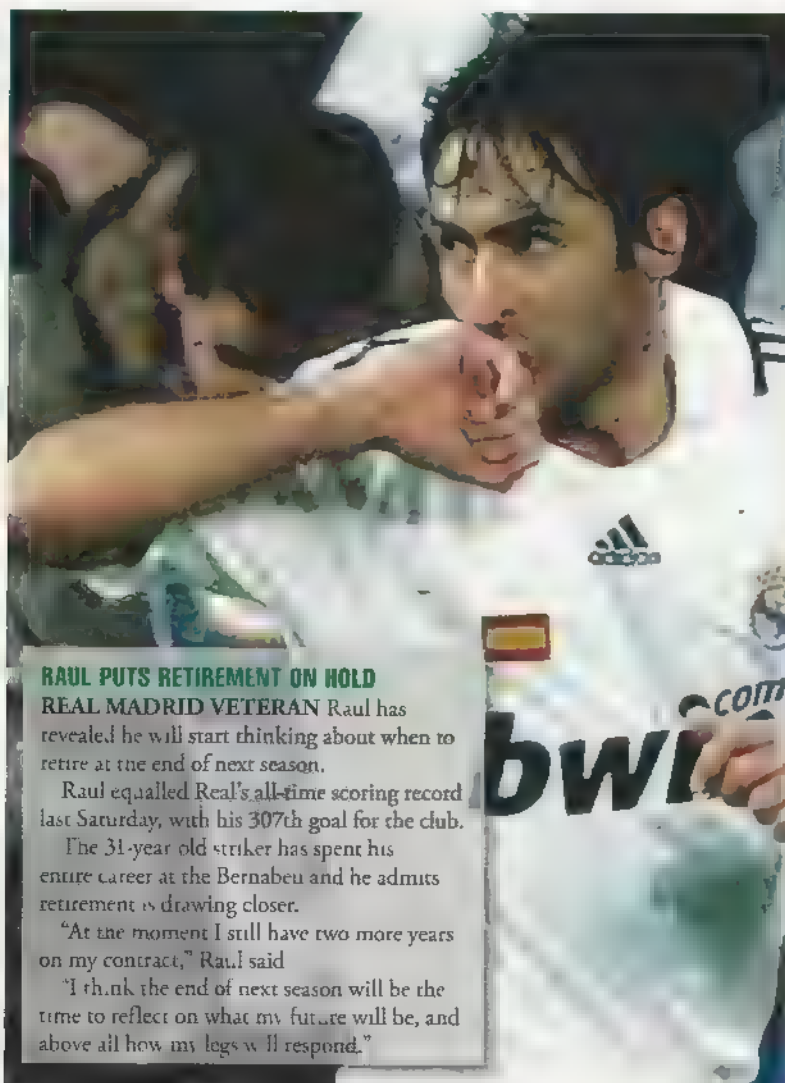 adidas
.com
bwi
RAUL PUTS RETIREMENT ON HOLD
REAL MADRID VETERAN Raul has
revealed he will start thinking about when to
retire at the end of next season.
Raul equalled Real's all-time scoring record
last Saturday, with his 307th goal for the club.
The 31-year old striker has spent his
entire career at the Bernabeu and he admits
retirement is drawing closer.
"At the moment I still have two more years
on my contract," Raul said
"I think the end of next season will be the
time to reflect on what my future will be, and
above all how my legs will respond."